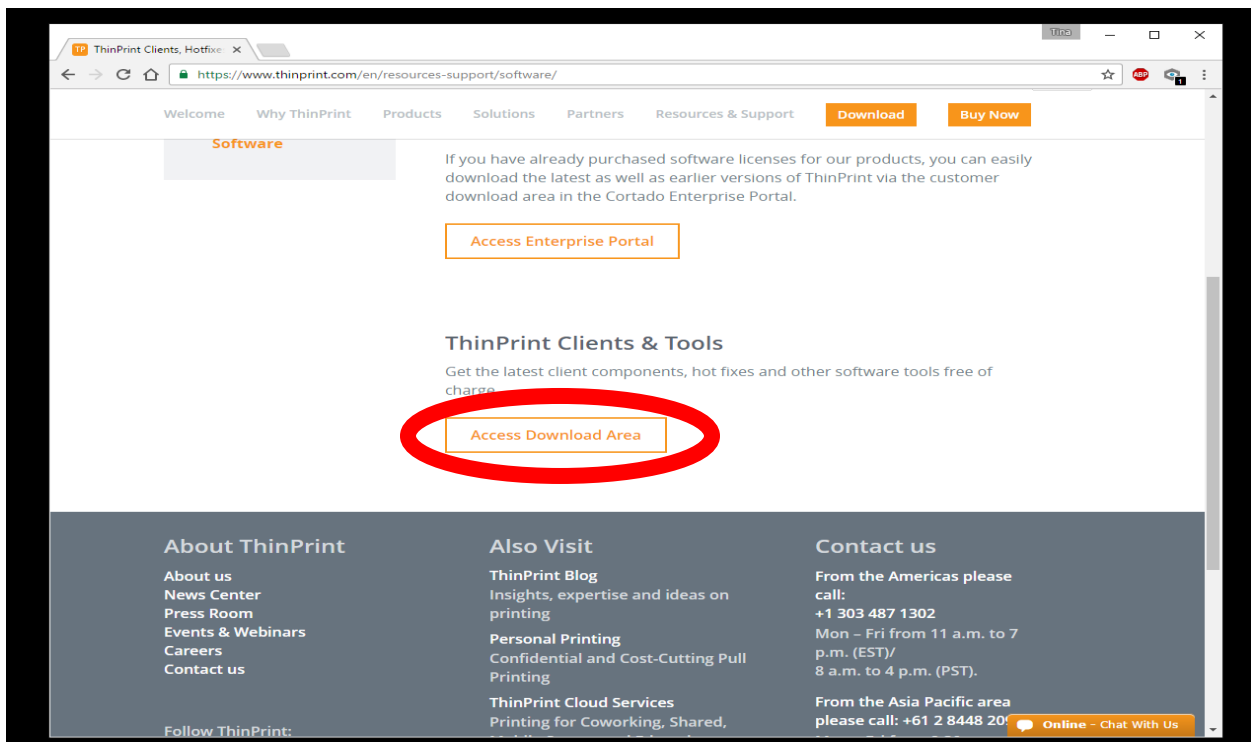 Tina
TP ThinPrint Clients, Hotfixe
https://www.thinprint.com/en/resources-support/software/
ABP
1
Welcome Why ThinPrint Products Solutions Partners Resources & Support Download Buy Now
Software
If you have already purchased software licenses for our products, you can easily
download the latest as well as earlier versions of ThinPrint via the customer
download area in the Cortado Enterprise Portal.
Access Enterprise Portal
ThinPrint Clients & Tools
Get the latest client components, hot fixes and other software tools free of
charge
Access Download Area
About ThinPrint
About us
News Center
Press Room
Events & Webinars
Careers
Contact us
Follow ThinPrint:
Also Visit
ThinPrint Blog
Insights, expertise and ideas on
printing
Personal Printing
Confidential and Cost-Cutting Pull
Printing
ThinPrint Cloud Services
Printing for Coworking, Shared,
Contact us
From the Americas please
call:
+1 303 487 1302
Mon – Fri from 11 a.m. to 7
p.m. (EST)/
8 a.m. to 4 p.m. (PST).
From the Asia Pacific area
please call: +61 2 8448 20
Online - Chat With Us